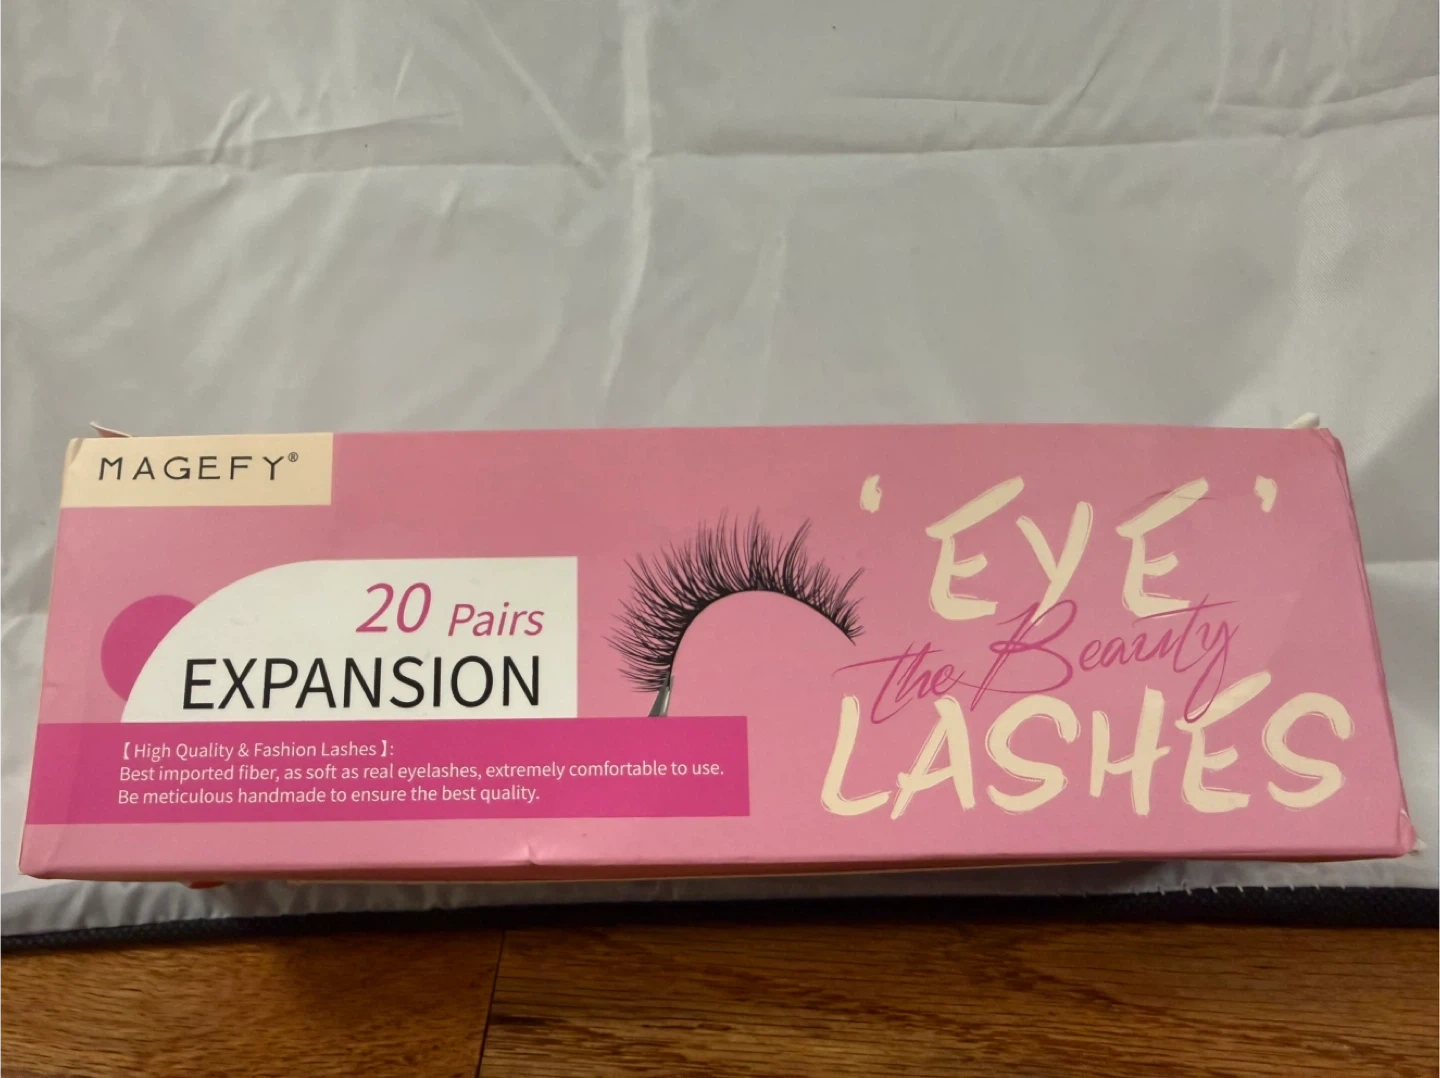 MAGEFY®
20 Pairs
EXPANSION
【High Quality & Fashion Lashes】:
Best imported fiber, as soft as real eyelashes, extremely comfortable to use.
Be meticulous handmade to ensure the best quality.
‘EYE’
the Beauty
LASHES